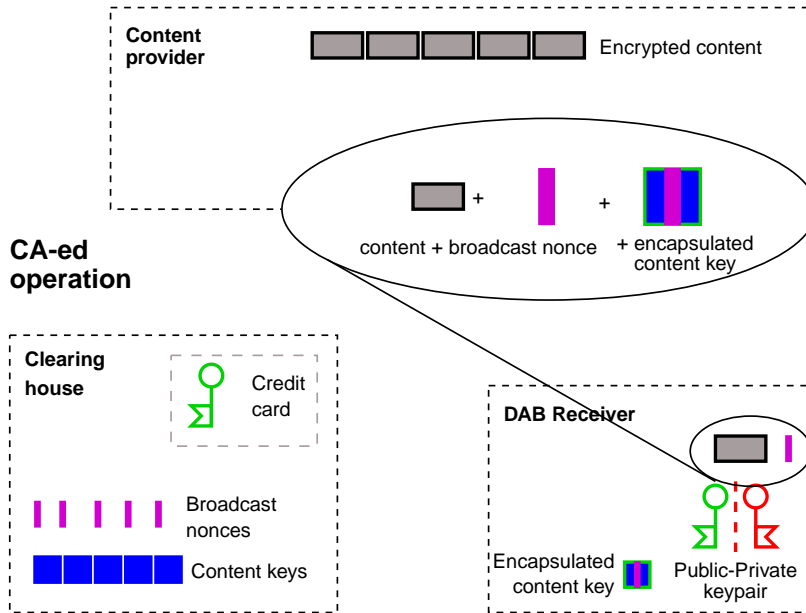 Content
provider
Encrypted content
+
+
content + broadcast nonce
+ encapsulated
content key
CA-ed
operation
Clearing
house
Credit
card
Broadcast
nonces
Content keys
DAB Receiver
Encapsulated
content key
Public-Private
keypair